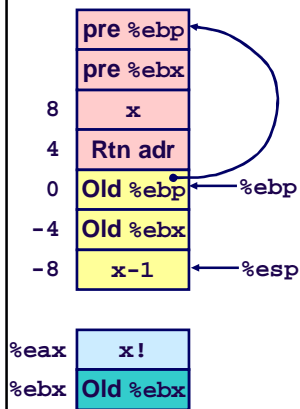 pre %ebp
pre %ebx
8 x
4 Rtn adr
0 Old %ebp %ebp
-4 Old %ebx
-8 x-1 %esp
%eax x!
%ebx Old %ebx